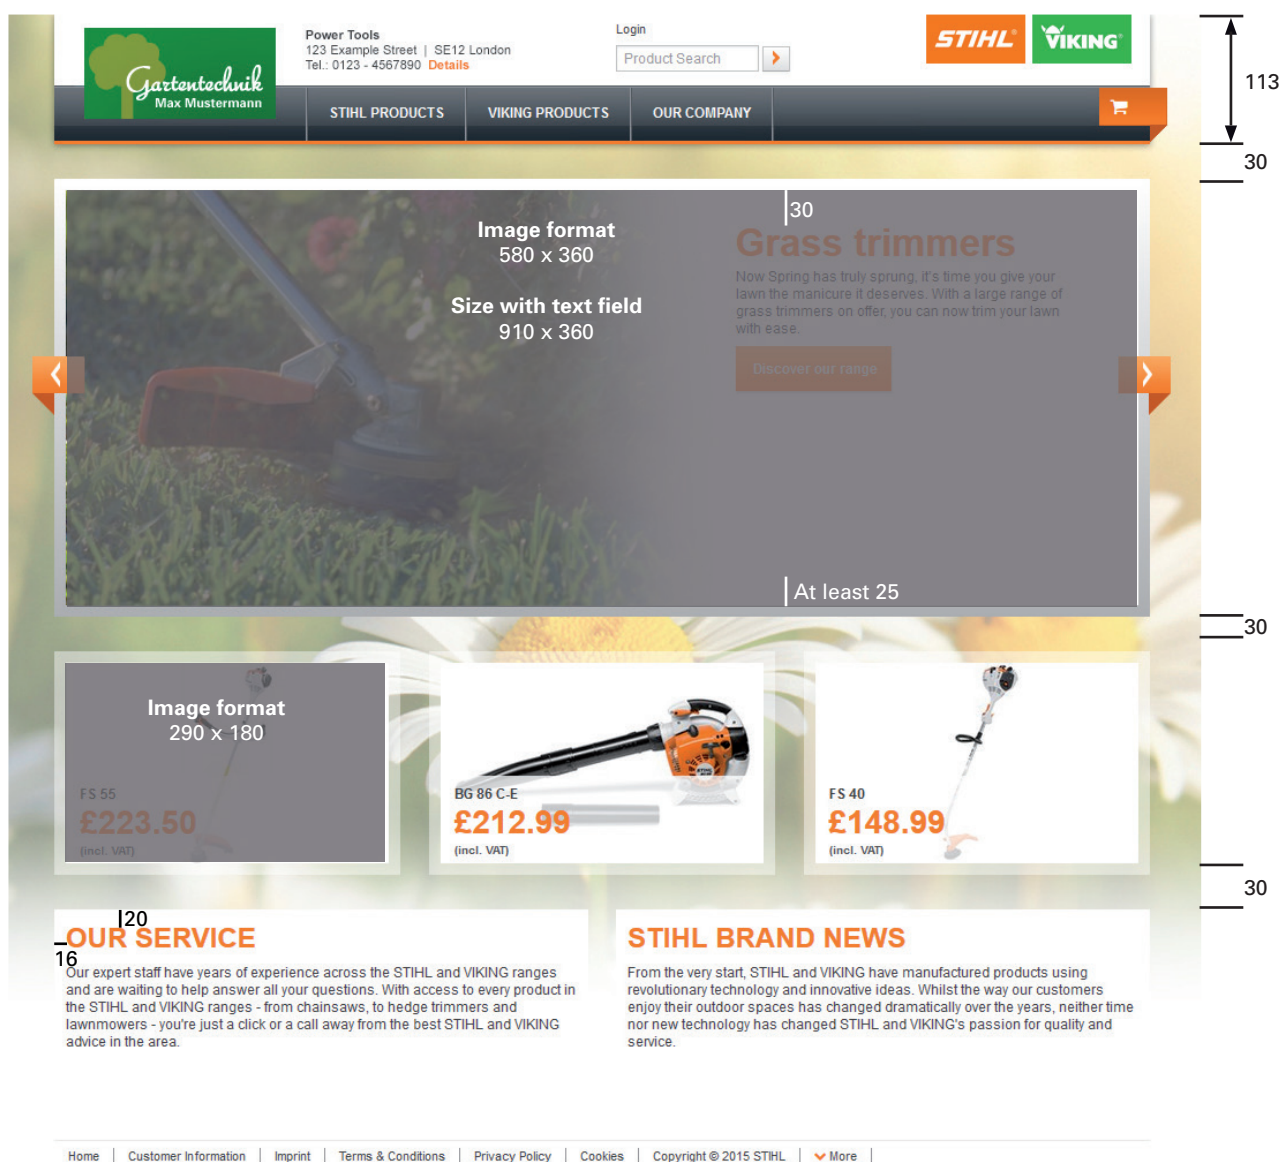 Power Tools
123 Example Street | SE12 London
Tel.: 0123 - 4567890 Details
Login
Product Search
STIHL®
VIKING®
Gartentechnik
Max Mustermann
STIHL PRODUCTS
VIKING PRODUCTS
OUR COMPANY
113
30
30
Image format
580 x 360
Size with text field
910 x 360
Grass trimmers
Now Spring has truly sprung, it's time you give your
lawn the manicure it deserves. With a large range of
grass trimmers on offer, you can now trim your lawn
with ease.
Discover our range
At least 25
30
Image format
290 x 180
FS 55
£223.50
(incl. VAT)
BG 86 C-E
£212.99
(incl. VAT)
FS 40
£148.99
(incl. VAT)
30
20
16
OUR SERVICE
Our expert staff have years of experience across the STIHL and VIKING ranges
and are waiting to help answer all your questions. With access to every product in
the STIHL and VIKING ranges - from chainsaws, to hedge trimmers and
lawnmowers - you're just a click or a call away from the best STIHL and VIKING
advice in the area.
STIHL BRAND NEWS
From the very start, STIHL and VIKING have manufactured products using
revolutionary technology and innovative ideas. Whilst the way our customers
enjoy their outdoor spaces has changed dramatically over the years, neither time
nor new technology has changed STIHL and VIKING's passion for quality and
service.
Home | Customer Information | Imprint | Terms & Conditions | Privacy Policy | Cookies | Copyright © 2015 STIHL | More |